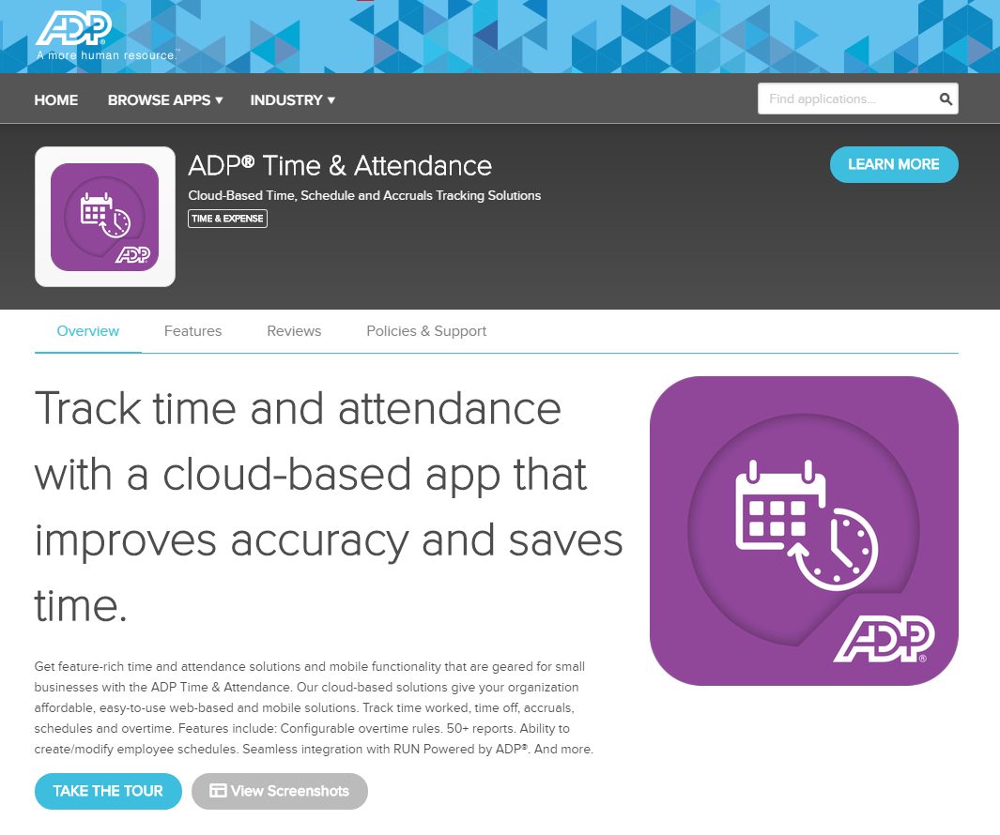 ADP
A more human resource.™
HOME BROWSE APPS ▼ INDUSTRY ▼ Find applications...
ADP® Time & Attendance
LEARN MORE
Cloud-Based Time, Schedule and Accruals Tracking Solutions
TIME & EXPENSE
ADP
Overview Features Reviews Policies & Support
Track time and attendance
with a cloud-based app that
improves accuracy and saves
time.
ADP®
Get feature-rich time and attendance solutions and mobile functionality that are geared for small
businesses with the ADP Time & Attendance. Our cloud-based solutions give your organization
affordable, easy-to-use web-based and mobile solutions. Track time worked, time off, accruals,
schedules and overtime. Features include: Configurable overtime rules. 50+ reports. Ability to
create/modify employee schedules. Seamless integration with RUN Powered by ADP®. And more.
TAKE THE TOUR View Screenshots